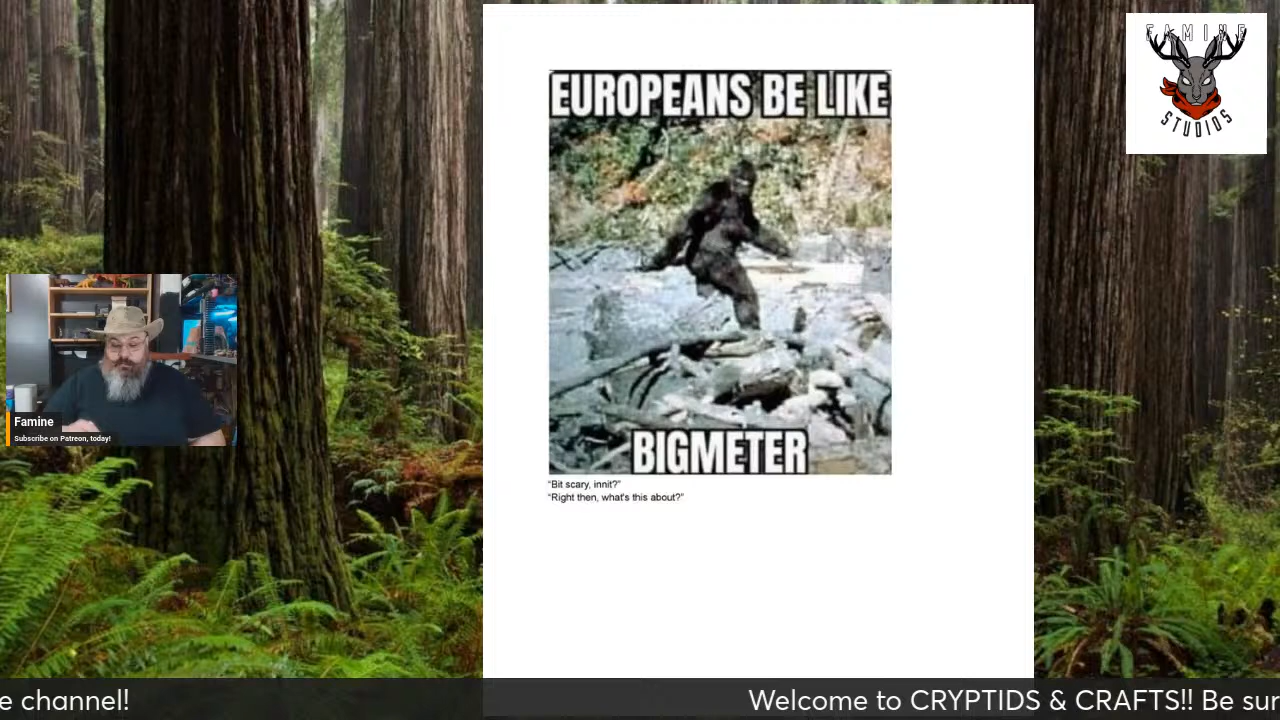 FAMINE
STUDIOS
EUROPEANS BE LIKE
BIGMETER
“Bit scary, innit?”
“Right then, what's this about?”
Famine
Subscribe on Patreon, today!
e channel!
Welcome to CRYPTIDS & CRAFTS!! Be sur